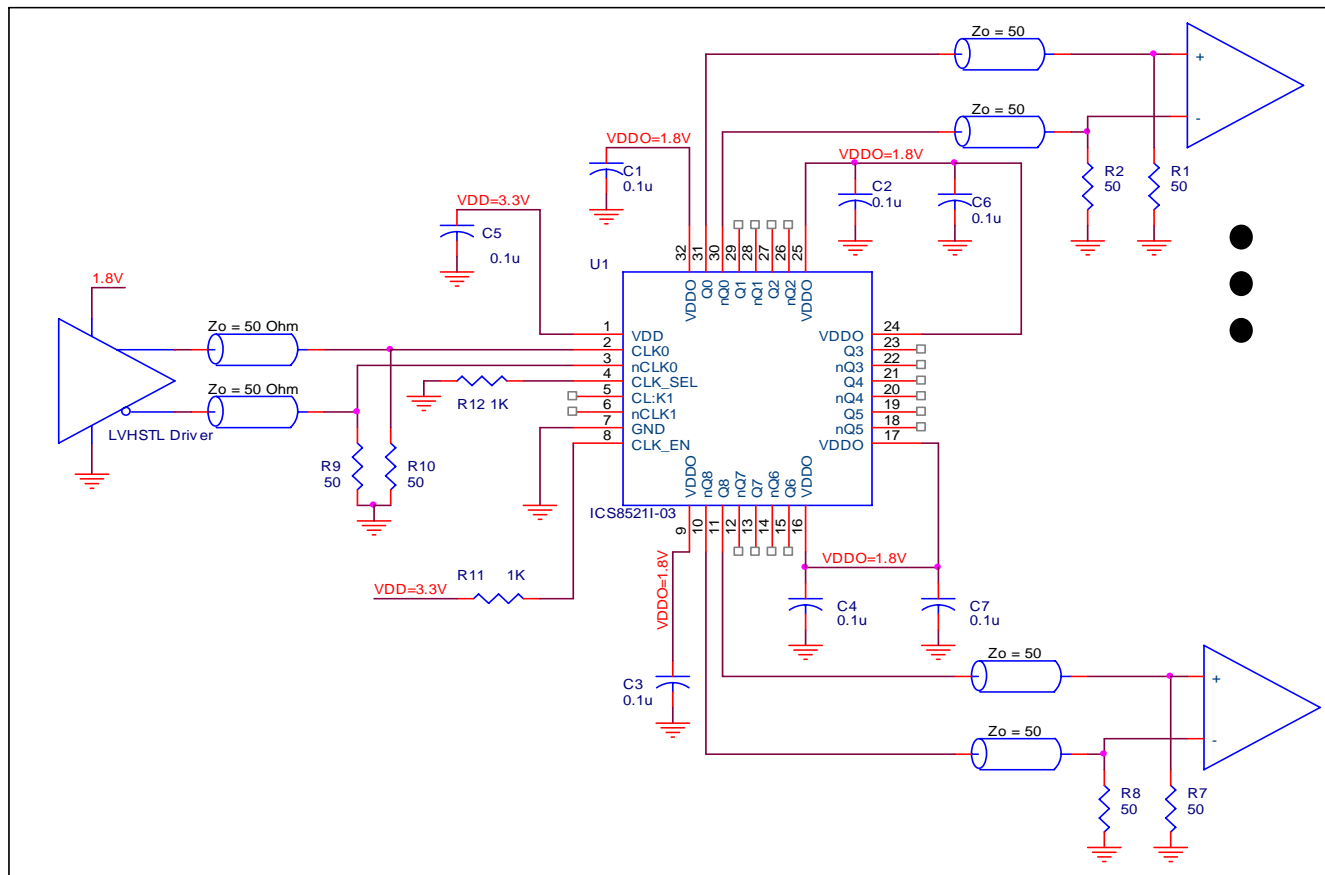 Zo = 50
+
Zo = 50
-
VDDO=1.8V
VDDO=1.8V
C1
0.1u
C2
0.1u
C6
0.1u
R2
50
R1
50
VDD=3.3V
C5
0.1u
U1
32
31
30
29
28
27
26
25
VDDO
Q0
nQ0
Q1
nQ1
Q2
nQ2
VDDO
1.8V
Zo = 50 Ohm
Zo = 50 Ohm
LVHSTL Driver
1
VDD
2
CLK0
3
nCLK0
4
CLK_SEL
5
CL:K1
6
nCLK1
7
GND
8
CLK_EN
R12 1K
VDDO
24
Q3
23
nQ3
22
Q4
21
nQ4
20
Q5
19
nQ5
18
VDDO
17
R9
50
R10
50
VDDO
nQ8
Q8
nQ7
Q7
nQ6
Q6
VDDO
ICS8521I-03
9
10
11
12
13
14
15
16
VDDO=1.8V
VDDO=1.8V
R11 1K
VDD=3.3V
C4
0.1u
C7
0.1u
C3
0.1u
Zo = 50
+
Zo = 50
-
R8
50
R7
50